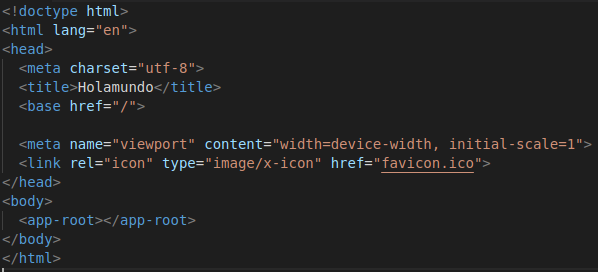 <!doctype html>
<html lang="en">
<head>
  <meta charset="utf-8">
  <title>Holamundo</title>
  <base href="/">

  <meta name="viewport" content="width=device-width, initial-scale=1">
  <link rel="icon" type="image/x-icon" href="favicon.ico">
</head>
<body>
  <app-root></app-root>
</body>
</html>